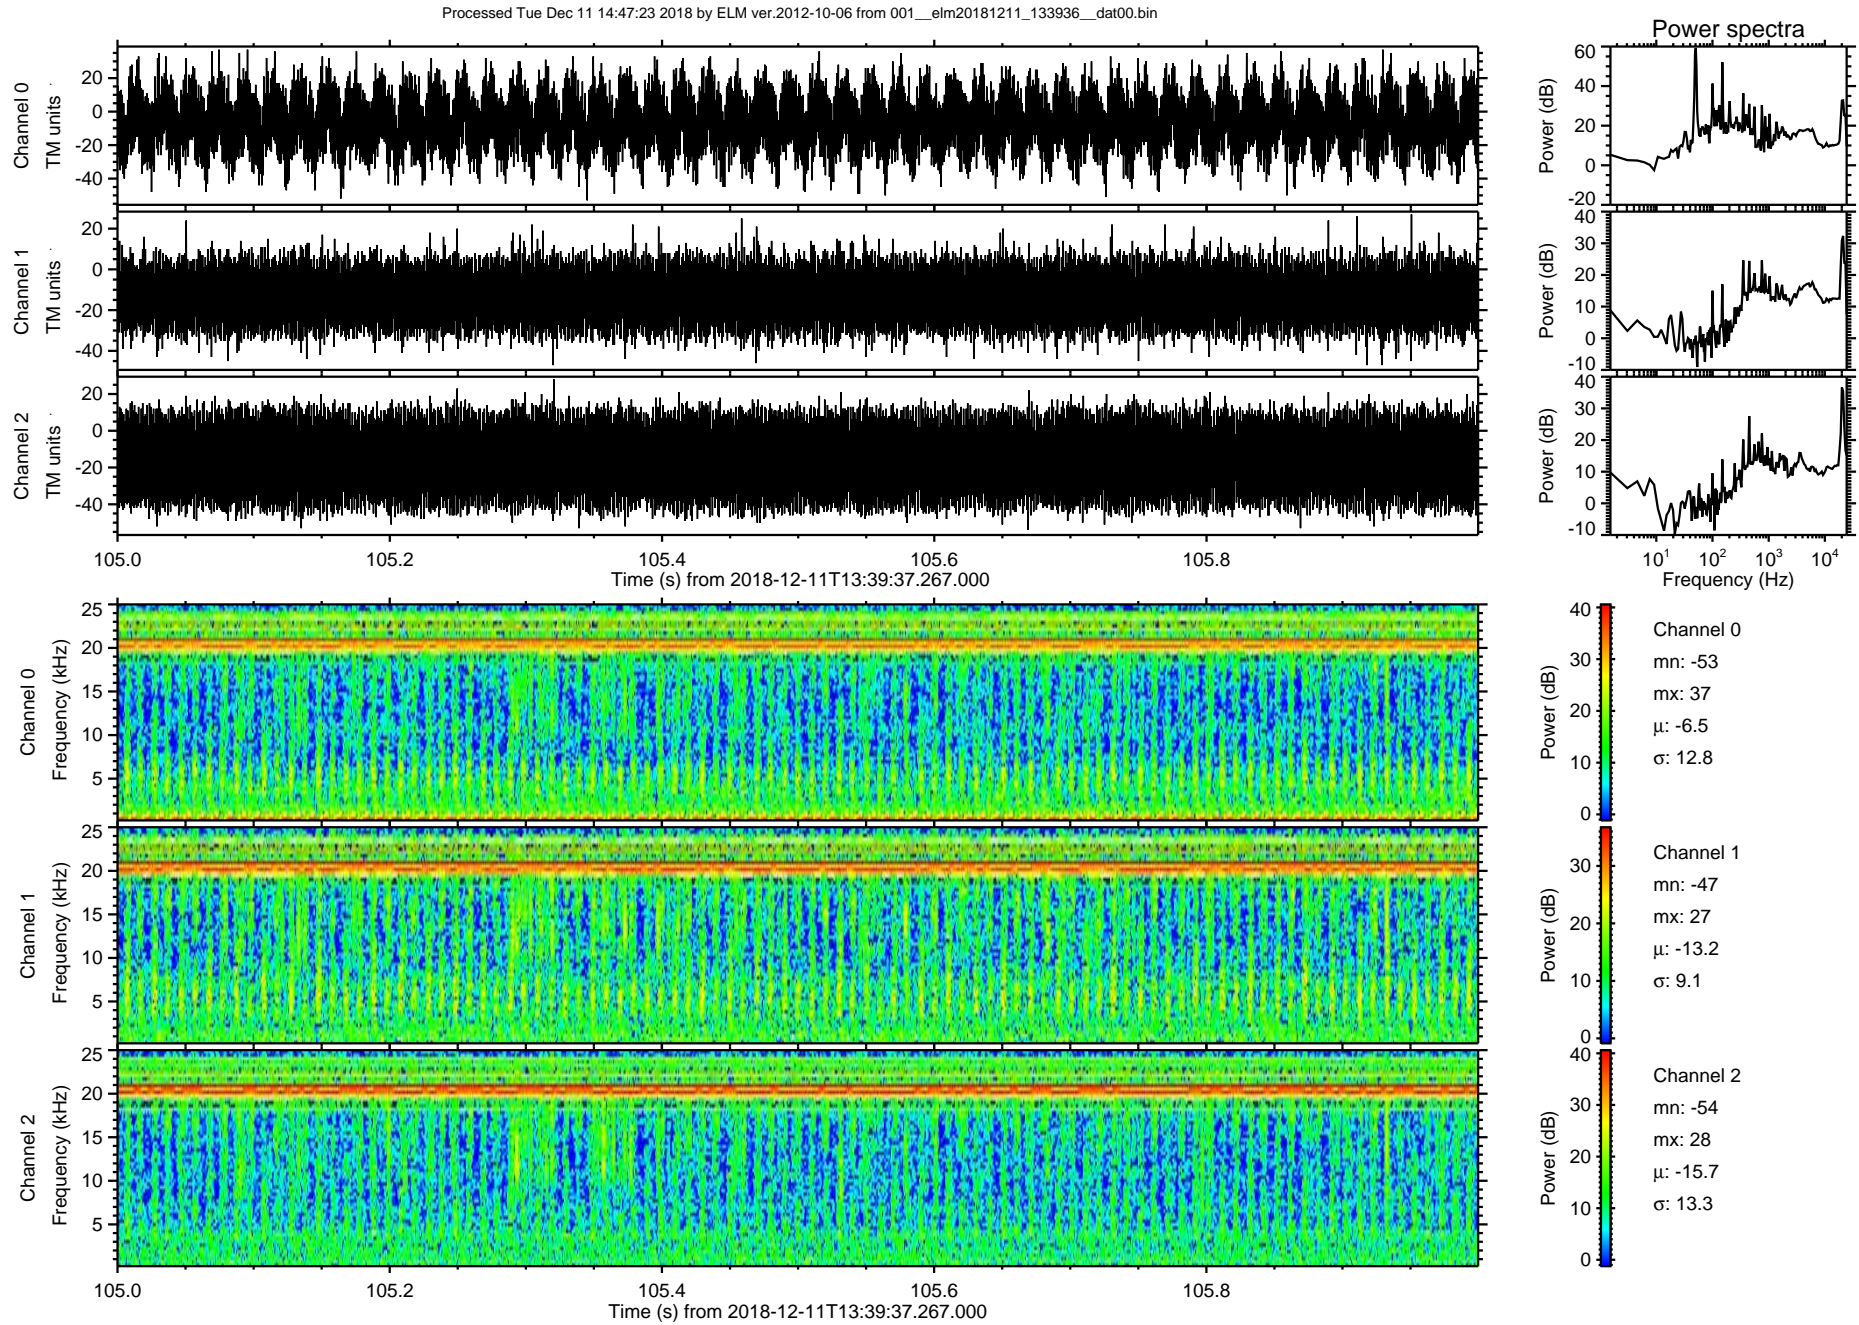 Processed Tue Dec 11 14:47:23 2018 by ELM ver.2012-10-06 from 001__elm20181211_133936__dat00.bin
Power spectra
Channel 0
TM units
20
0
-20
-40
Power (dB)
60
40
20
0
-20
Channel 1
TM units
20
0
-20
-40
Power (dB)
40
30
20
10
0
-10
Channel 2
TM units
20
0
-20
-40
Power (dB)
40
30
20
10
0
-10
105.0 105.2 105.4 105.6 105.8
Time (s) from 2018-12-11T13:39:37.267.000
10¹ 10² 10³ 10⁴
Frequency (Hz)
Channel 0
Frequency (kHz)
25
20
15
10
5
Power (dB)
40
30
20
10
0
Channel 0
mn: -53
mx: 37
μ: -6.5
σ: 12.8
Channel 1
Frequency (kHz)
25
20
15
10
5
Power (dB)
30
20
10
0
Channel 1
mn: -47
mx: 27
μ: -13.2
σ: 9.1
Channel 2
Frequency (kHz)
25
20
15
10
5
Power (dB)
40
30
20
10
0
Channel 2
mn: -54
mx: 28
μ: -15.7
σ: 13.3
105.0 105.2 105.4 105.6 105.8
Time (s) from 2018-12-11T13:39:37.267.000